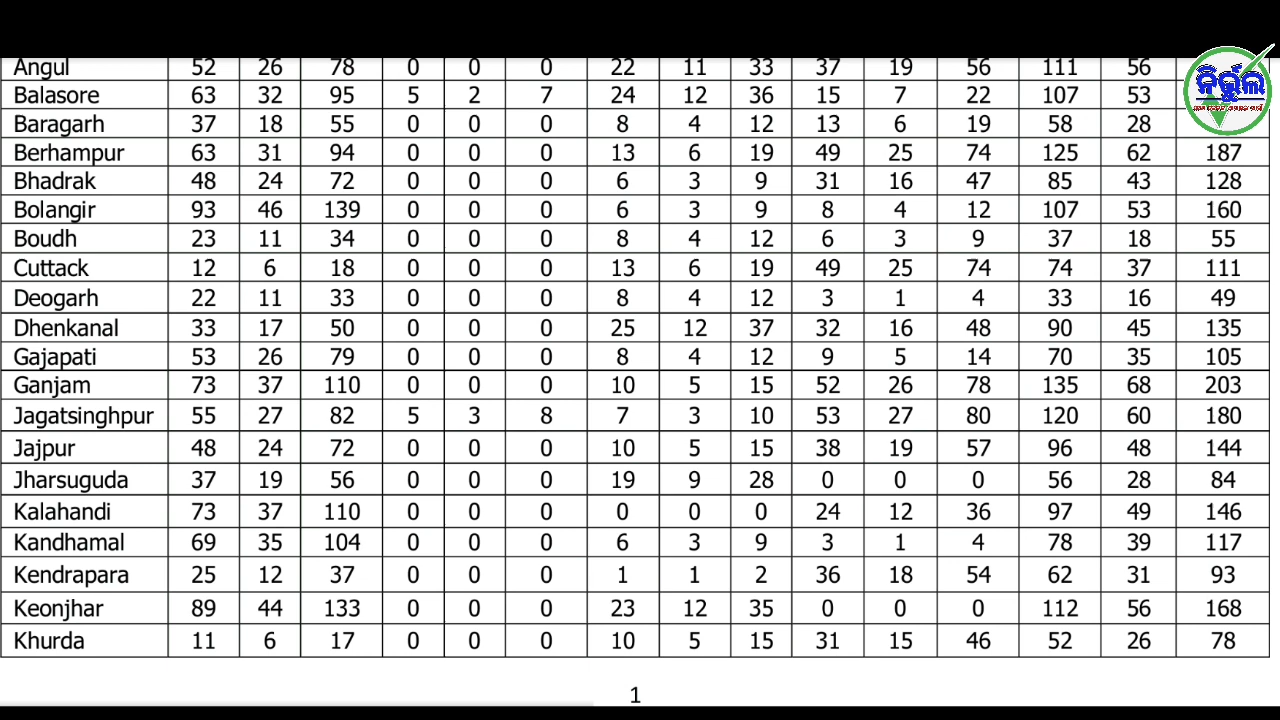 Angul 52 26 78 0 0 0 22 11 33 37 19 56 111 56
Balasore 63 32 95 5 2 7 24 12 36 15 7 22 107 53
Baragarh 37 18 55 0 0 0 8 4 12 13 6 19 58 28
Berhampur 63 31 94 0 0 0 13 6 19 49 25 74 125 62 187
Bhadrak 48 24 72 0 0 0 6 3 9 31 16 47 85 43 128
Bolangir 93 46 139 0 0 0 6 3 9 8 4 12 107 53 160
Boudh 23 11 34 0 0 0 8 4 12 6 3 9 37 18 55
Cuttack 12 6 18 0 0 0 13 6 19 49 25 74 74 37 111
Deogarh 22 11 33 0 0 0 8 4 12 3 1 4 33 16 49
Dhenkanal 33 17 50 0 0 0 25 12 37 32 16 48 90 45 135
Gajapati 53 26 79 0 0 0 8 4 12 9 5 14 70 35 105
Ganjam 73 37 110 0 0 0 10 5 15 52 26 78 135 68 203
Jagatsinghpur 55 27 82 5 3 8 7 3 10 53 27 80 120 60 180
Jajpur 48 24 72 0 0 0 10 5 15 38 19 57 96 48 144
Jharsuguda 37 19 56 0 0 0 19 9 28 0 0 0 56 28 84
Kalahandi 73 37 110 0 0 0 0 0 0 24 12 36 97 49 146
Kandhamal 69 35 104 0 0 0 6 3 9 3 1 4 78 39 117
Kendrapara 25 12 37 0 0 0 1 1 2 36 18 54 62 31 93
Keonjhar 89 44 133 0 0 0 23 12 35 0 0 0 112 56 168
Khurda 11 6 17 0 0 0 10 5 15 31 15 46 52 26 78
1